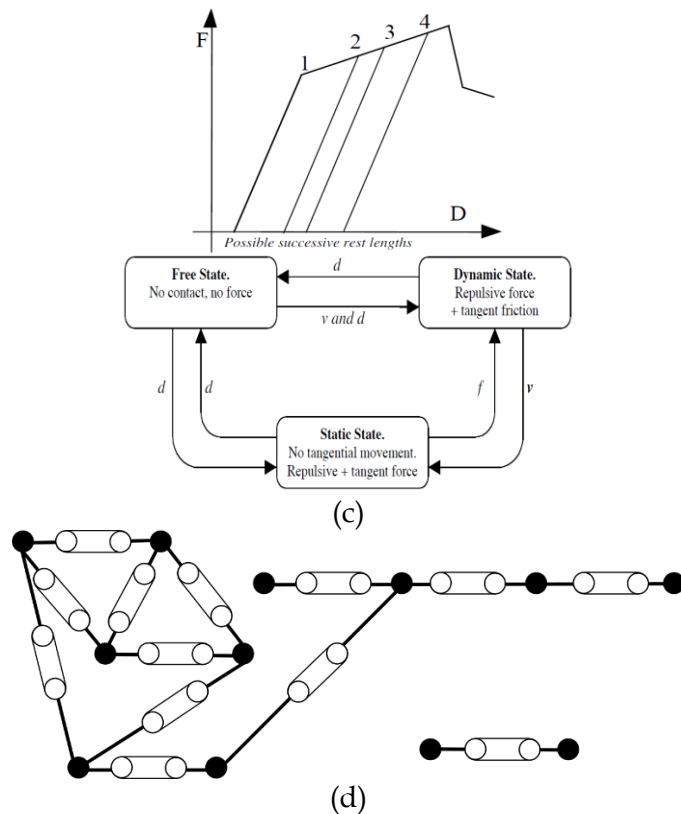 F
1
2
3
4
D
Possible successive rest lengths
Free State.
No contact, no force
d
v and d
Dynamic State.
Repulsive force
+ tangent friction
d
d
f
v
Static State.
No tangential movement.
Repulsive + tangent force
(c)
(d)